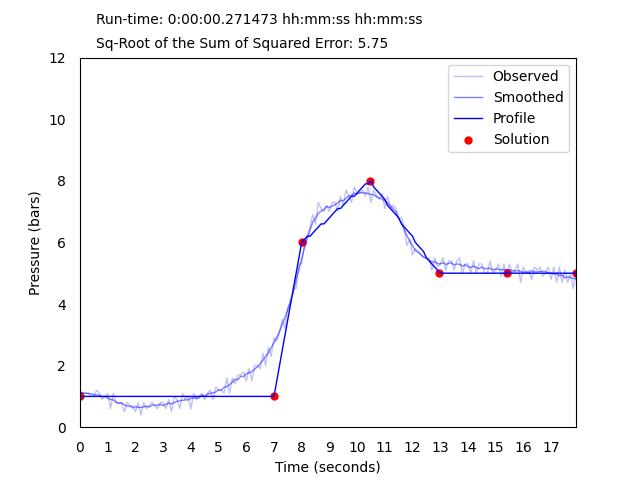 Run-time: 0:00:00.271473 hh:mm:ss hh:mm:ss
Sq-Root of the Sum of Squared Error: 5.75
Observed
Smoothed
Profile
Solution
12
10
8
6
4
2
0
Pressure (bars)
0 1 2 3 4 5 6 7 8 9 10 11 12 13 14 15 16 17
Time (seconds)